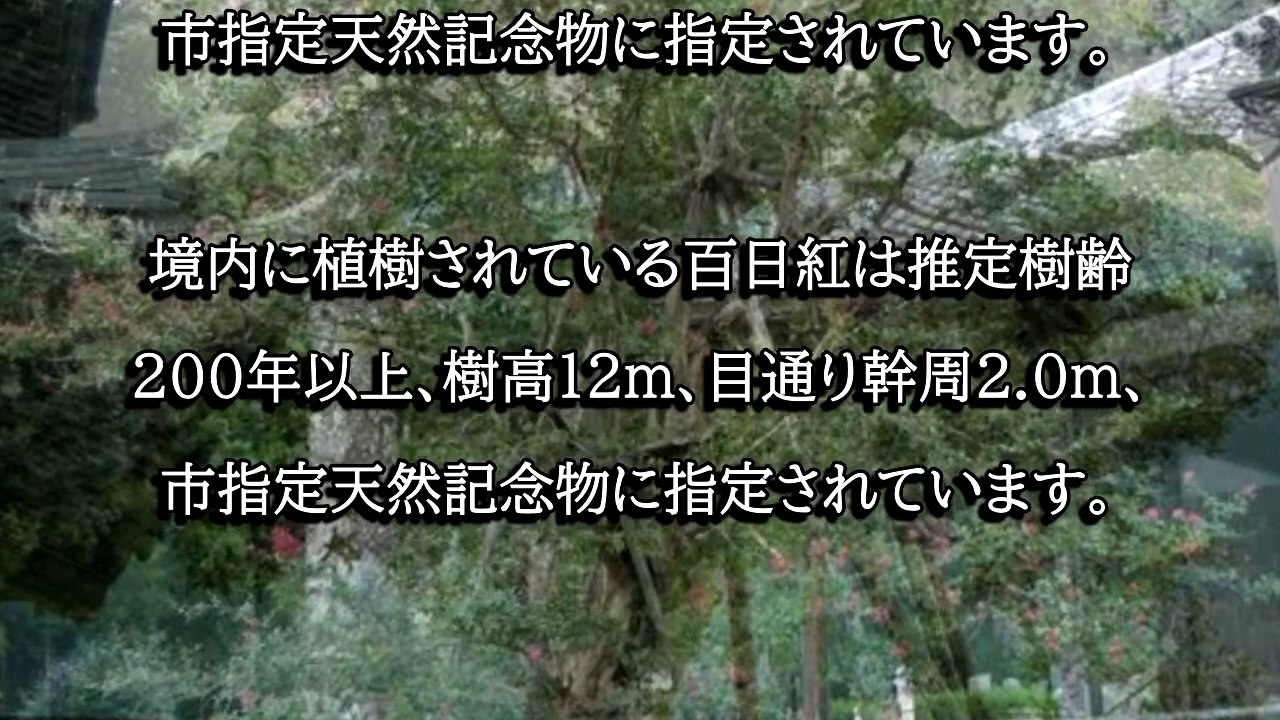 市指定天然記念物に指定されています。
境内に植樹されている百日紅は推定樹齢
200年以上、樹高12m、目通り幹周2.0m、
市指定天然記念物に指定されています。